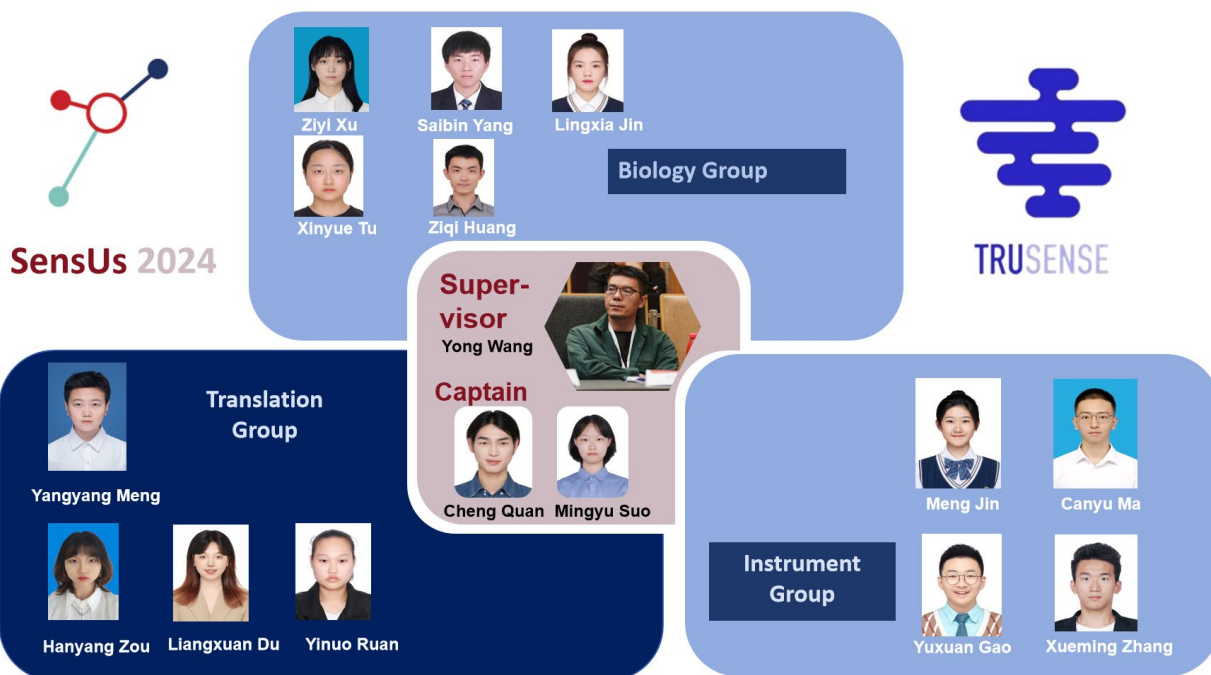 Ziyi Xu
Saibin Yang
Lingxia Jin
Biology Group
Xinyue Tu
Ziqi Huang
SensUs 2024
TRUSENSE
Super-
visor
Yong Wang
Captain
Cheng Quan
Mingyu Suo
Translation
Group
Yangyang Meng
Hanyang Zou
Liangxuan Du
Yinuo Ruan
Meng Jin
Canyu Ma
Instrument
Group
Yuxuan Gao
Xueming Zhang